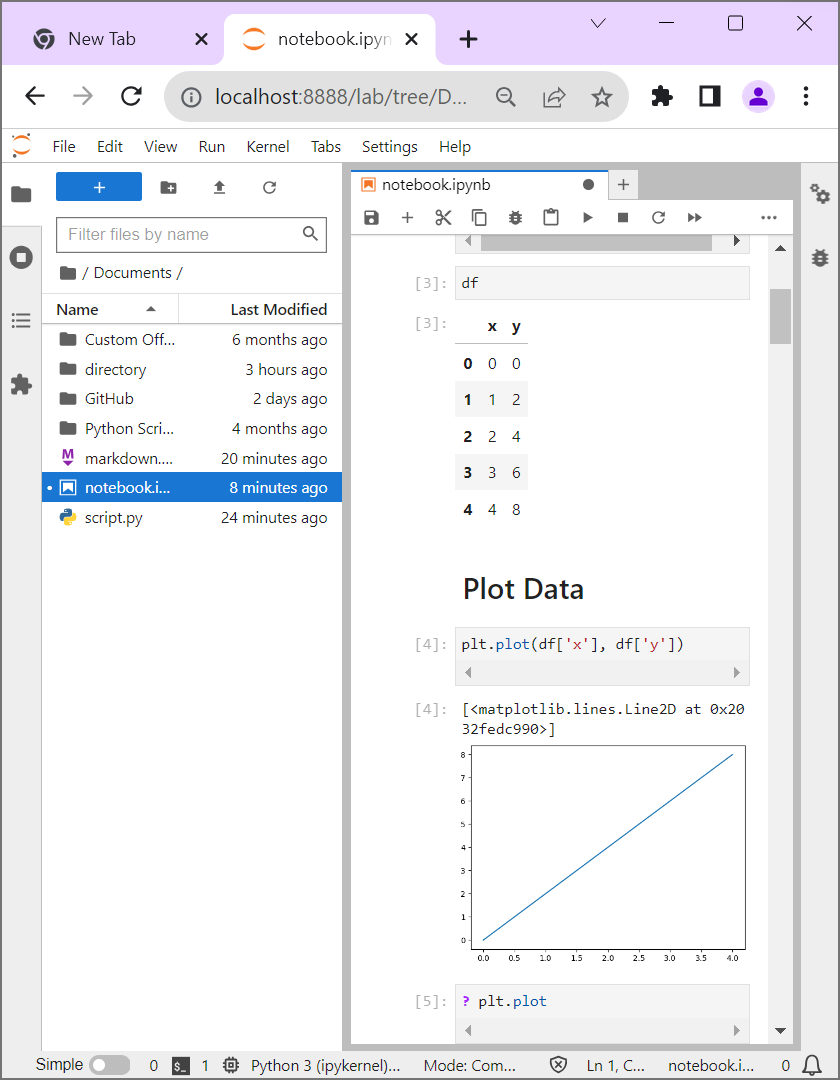 New Tab
notebook.ipyn
localhost:8888/lab/tree/D...
File Edit View Run Kernel Tabs Settings Help
Filter files by name
/ Documents /
Name Last Modified
Custom Off... 6 months ago
directory 3 hours ago
GitHub 2 days ago
Python Scri... 4 months ago
markdown.... 20 minutes ago
notebook.i... 8 minutes ago
script.py 24 minutes ago
notebook.ipynb
[3]: df
[3]: x y
0 0 0
1 1 2
2 2 4
3 3 6
4 4 8
Plot Data
[4]: plt.plot(df['x'], df['y'])
[4]: [<matplotlib.lines.Line2D at 0x20
32fedc990>]
8
7
6
5
4
3
2
1
0
0.0 0.5 1.0 1.5 2.0 2.5 3.0 3.5 4.0
[5]: ? plt.plot
Simple 0 $_ 1 Python 3 (ipykernel)... Mode: Com... Ln 1, C... notebook.i... 0